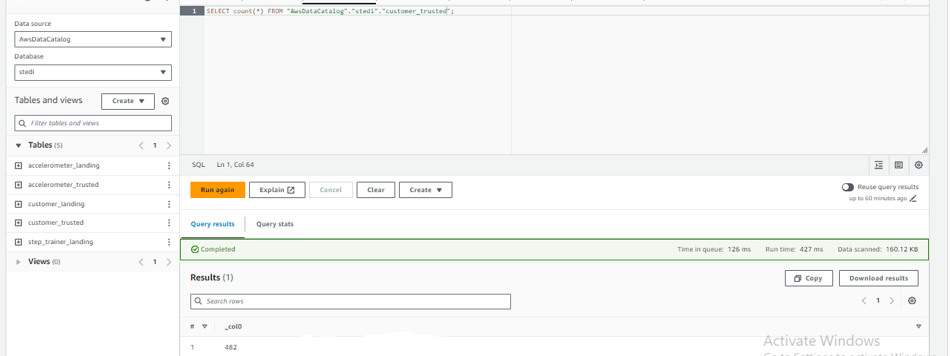 1 SELECT count(*) FROM "AwsDataCatalog"."stedi"."customer_trusted";
Data source
AwsDataCatalog
Database
stedi
Tables and views
Create
Filter tables and views
Tables (5)
1
accelerometer_landing
accelerometer_trusted
customer_landing
customer_trusted
step_trainer_landing
Views (0)
1
SQL Ln 1, Col 64
Run again Explain Cancel Clear Create
Reuse query results
up to 60 minutes ago
Query results Query stats
Completed Time in queue: 126 ms Run time: 427 ms Data scanned: 160.12 KB
Results (1) Copy Download results
Search rows
1
# _col0
1 482
Activate Windows